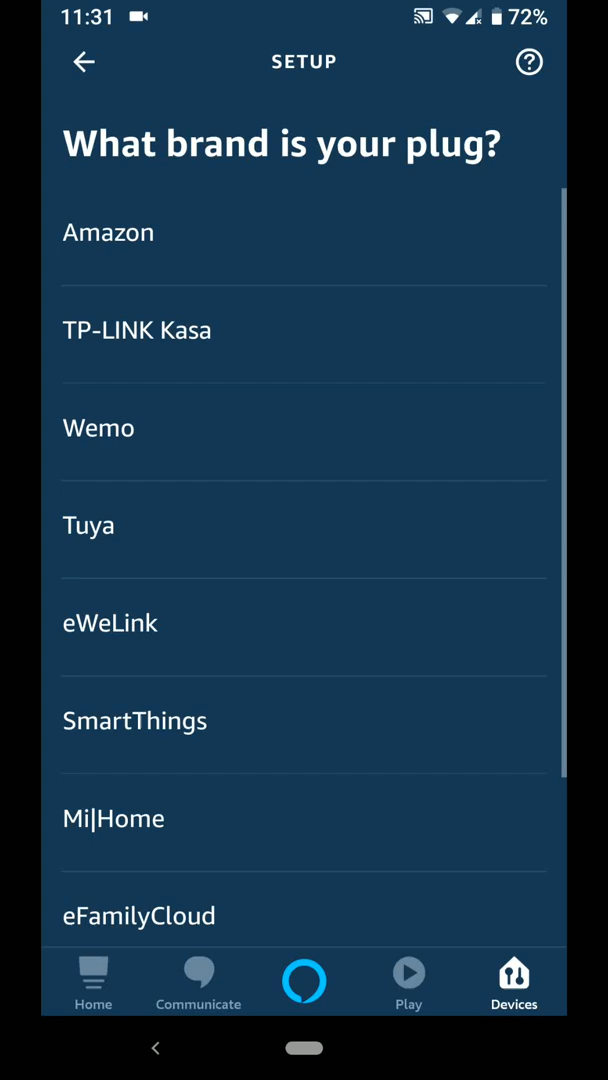 11:31 72%
SETUP
What brand is your plug?
Amazon
TP-LINK Kasa
Wemo
Tuya
eWeLink
SmartThings
Mi|Home
eFamilyCloud
Home Communicate Play Devices